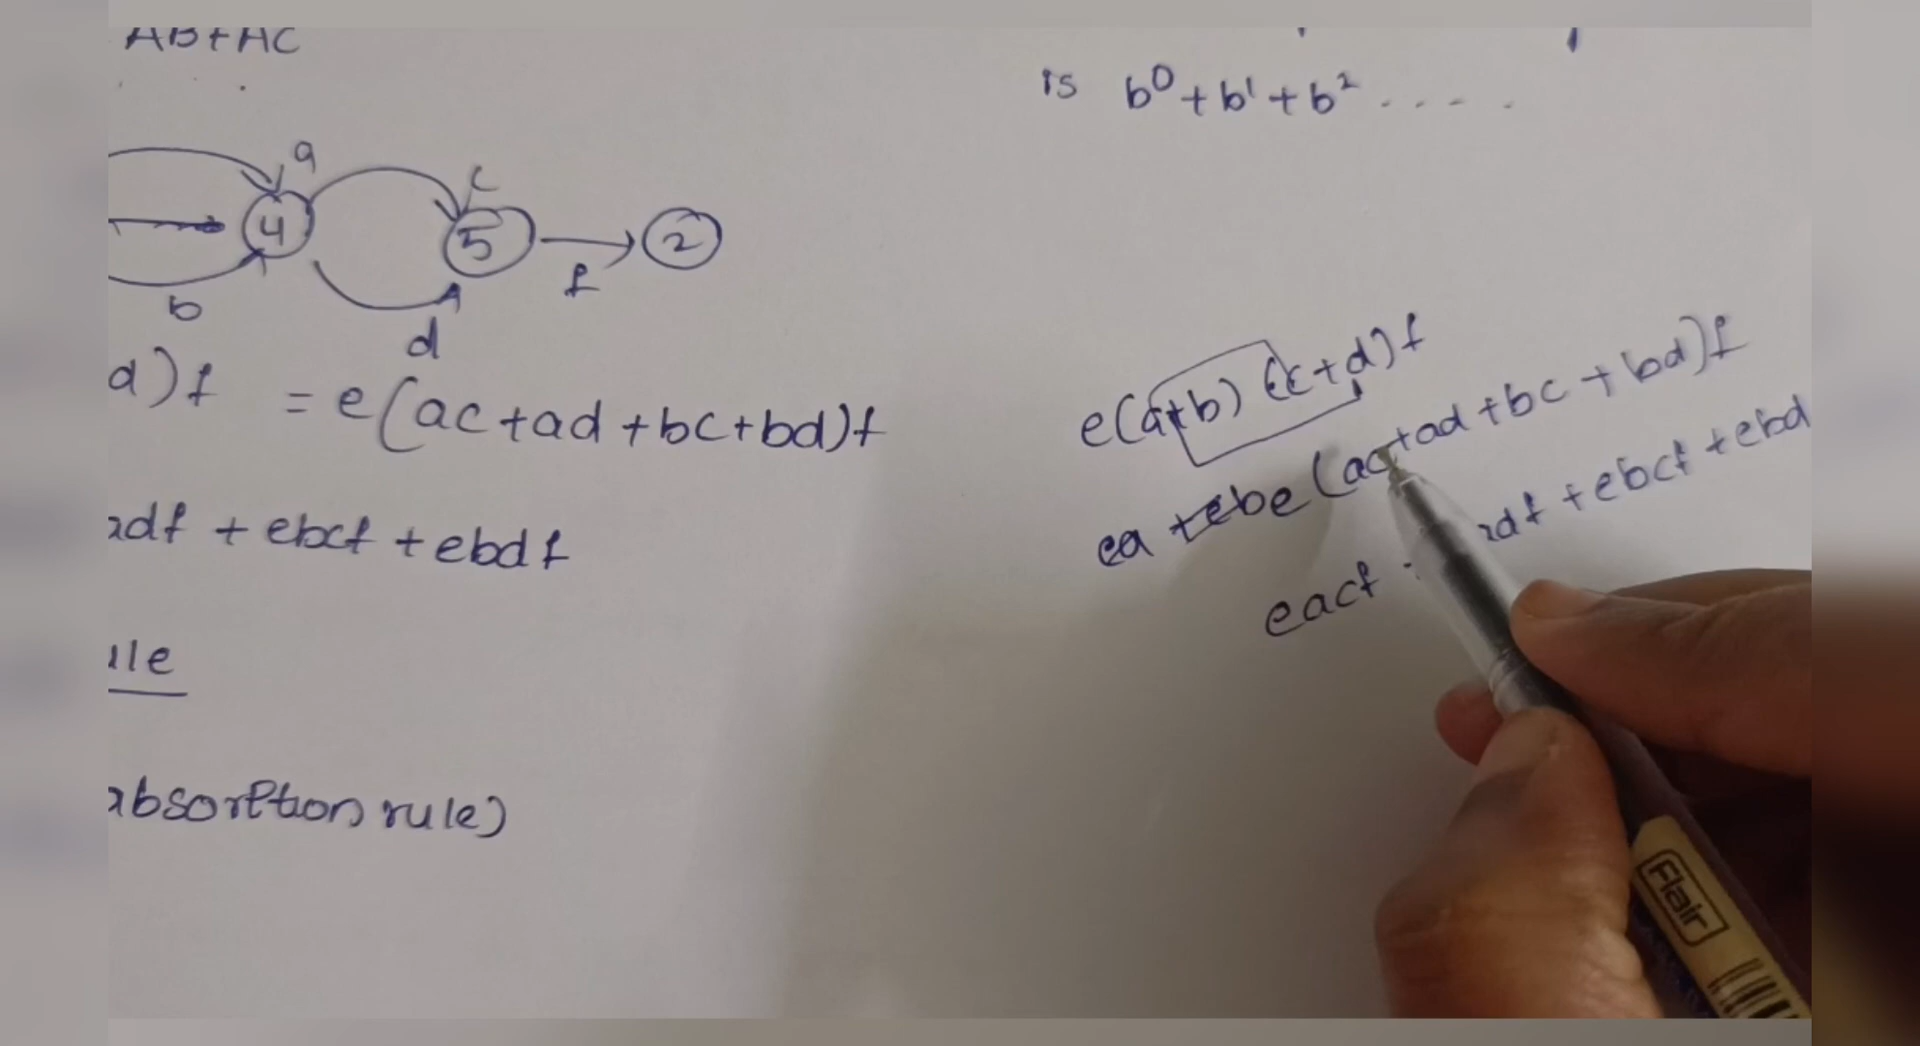 AB+AC
is b⁰ + b¹ + b² . . . . .
a
c
4
5
2
f
b
d
d)f = e(ac+ad+bc+bd)f
adf + ebcf + ebdf
ule
absorption rule)
e(a+b)(c+d)f
ea +ebe (ac+ad+bc+bd)f
eacf + adf + ebcf + ebd
Flair